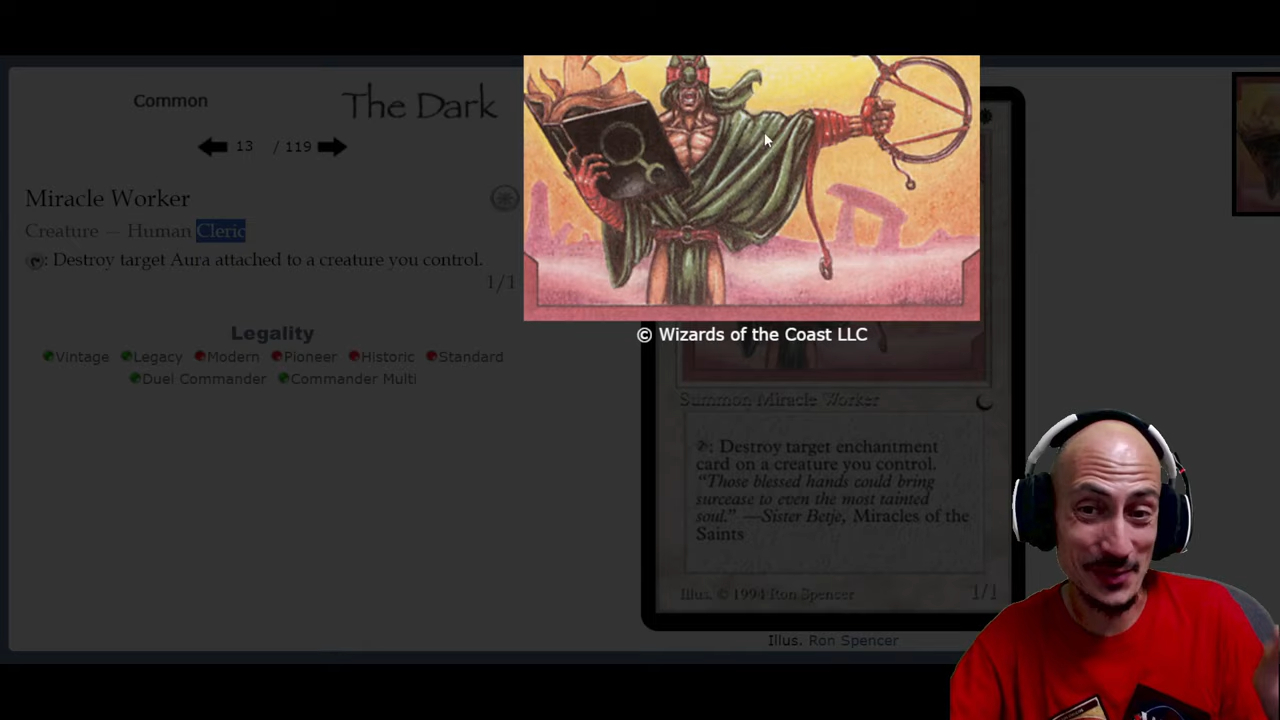 Common
The Dark
13 / 119
Miracle Worker
Creature — Human Cleric
: Destroy target Aura attached to a creature you control.
1/1
Legality
Vintage Legacy Modern Pioneer Historic Standard
Duel Commander Commander Multi
© Wizards of the Coast LLC
Summon Miracle Worker
: Destroy target enchantment
card on a creature you control.
"Those blessed hands could bring
surcease to even the most tainted
soul." —Sister Betje, Miracles of the
Saints
Illus. © 1994 Ron Spencer 1/1
Illus. Ron Spencer